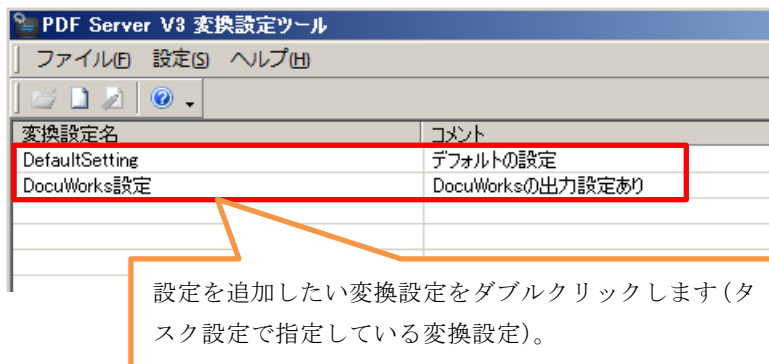 PDF Server V3 変換設定ツール
ファイル(F) 設定(S) ヘルプ(H)
変換設定名 コメント
DefaultSetting デフォルトの設定
DocuWorks設定 DocuWorksの出力設定あり
設定を追加したい変換設定をダブルクリックします(タ
スク設定で指定している変換設定)。